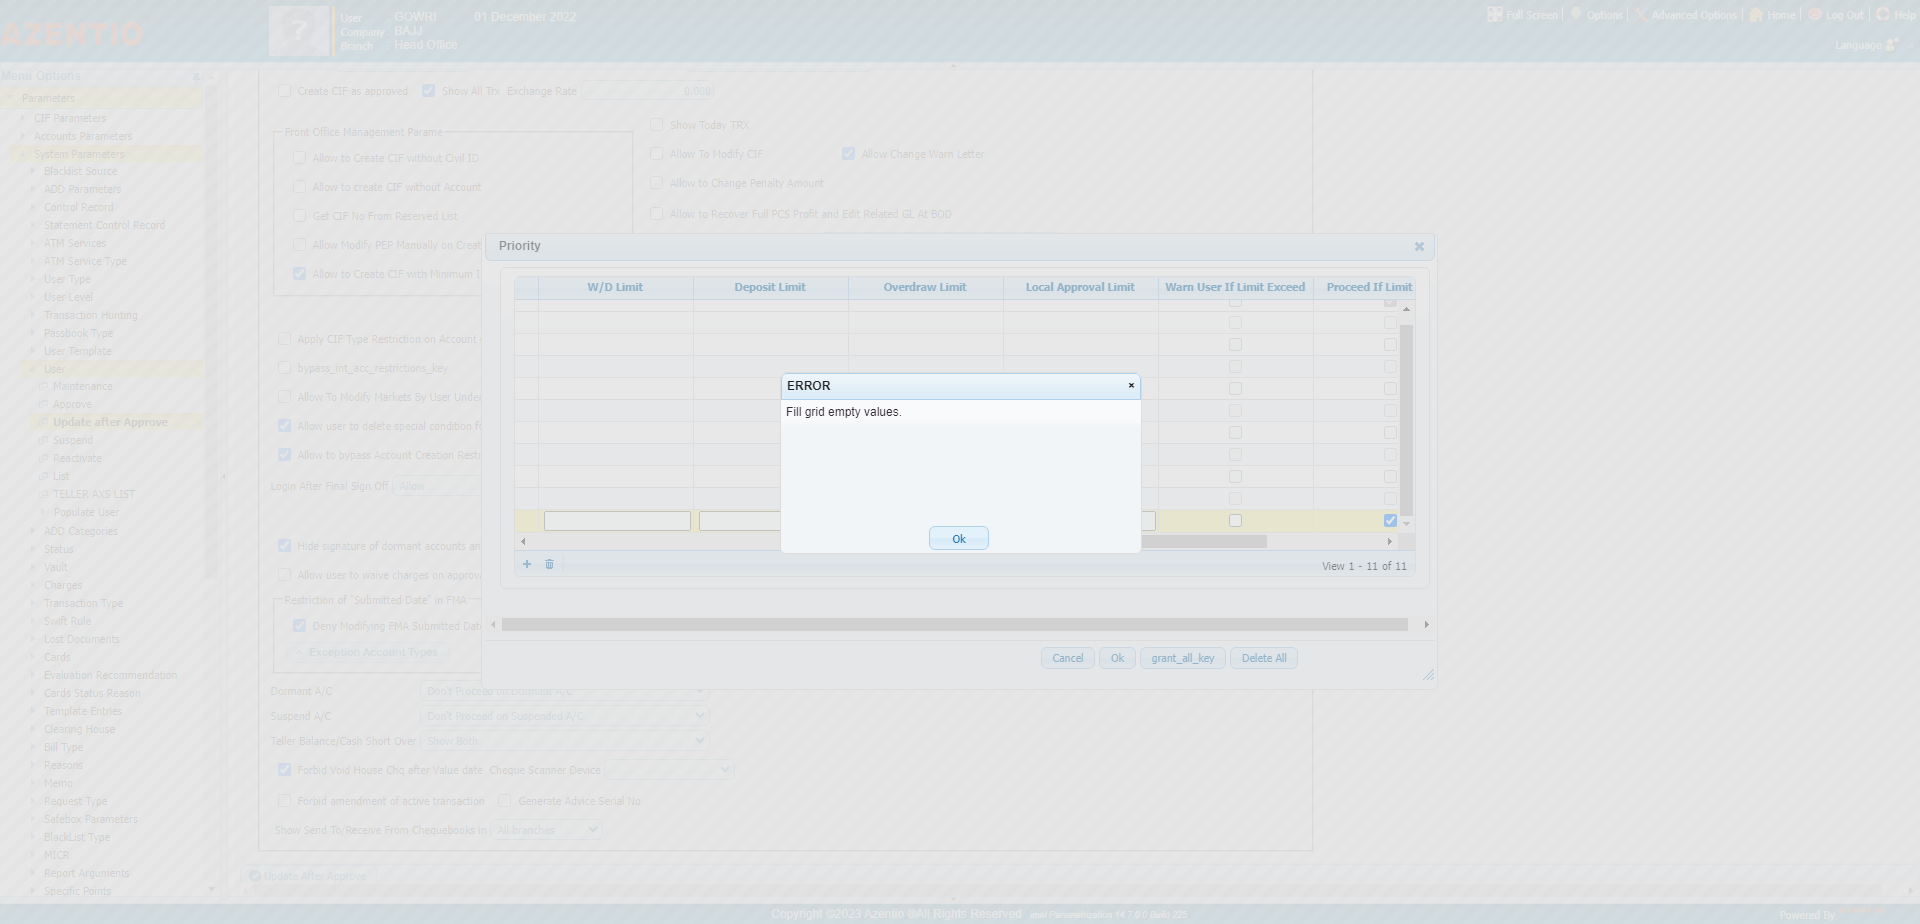 AZENTIO
User : GOWRI 01 December 2022
Company : BAJJ
Branch : Head Office
Full Screen Options Advanced Options Home Log Out Help
Language
Menu Options
Parameters
CIF Parameters
Accounts Parameters
System Parameters
Blacklist Source
ADD Parameters
Control Record
Statement Control Record
ATM Services
ATM Service Type
User Type
User Level
Transaction Hunting
Passbook Type
User Template
User
Maintenance
Approve
Update after Approve
Suspend
Reactivate
List
TELLER AXS LIST
Populate User
ADD Categories
Status
Vault
Charges
Transaction Type
Swift Rule
Lost Documents
Cards
Evaluation Recommendation
Cards Status Reason
Template Entries
Clearing House
Bill Type
Reasons
Memo
Request Type
Safebox Parameters
BlackList Type
MICR
Report Arguments
Specific Points
Create CIF as approved Show All Trx Exchange Rate 0.000
Front Office Management Parame
Allow to Create CIF without Civil ID
Allow to create CIF without Account
Get CIF No From Reserved List
Allow Modify PEP Manually on Creat
Allow to Create CIF with Minimum I
Show Today TRX
Allow To Modify CIF Allow Change Warn Letter
Allow to Change Penalty Amount
Allow to Recover Full PCS Profit and Edit Related GL At BOD
Apply CIF Type Restriction on Account
bypass_int_acc_restrictions_key
Allow To Modify Markets By User Under
Allow user to delete special condition fo
Allow to bypass Account Creation Restr
Login After Final Sign Off Allow
Hide signature of dormant accounts an
Allow user to waive charges on approva
Restriction of "Submitted Date" in FMA
Deny Modifying FMA Submitted Dat
Exception Account Types
Dormant A/C Don't Proceed on Dormant A/C
Suspend A/C Don't Proceed on Suspended A/C
Teller Balance/Cash Short Over Show Both
Forbid Void House Chq after Value date Cheque Scanner Device
Forbid amendment of active transaction Generate Advice Serial No
Show Send To/Receive From Chequebooks in All branches
Update After Approve
Priority
W/D Limit Deposit Limit Overdraw Limit Local Approval Limit Warn User If Limit Exceed Proceed If Limit
View 1 - 11 of 11
Cancel Ok grant_all_key Delete All
ERROR
Fill grid empty values.
Ok
Copyright ©2023 Azentio @All Rights Reserved imal Parametrization 14.7.0.0 Build 225
Powered By